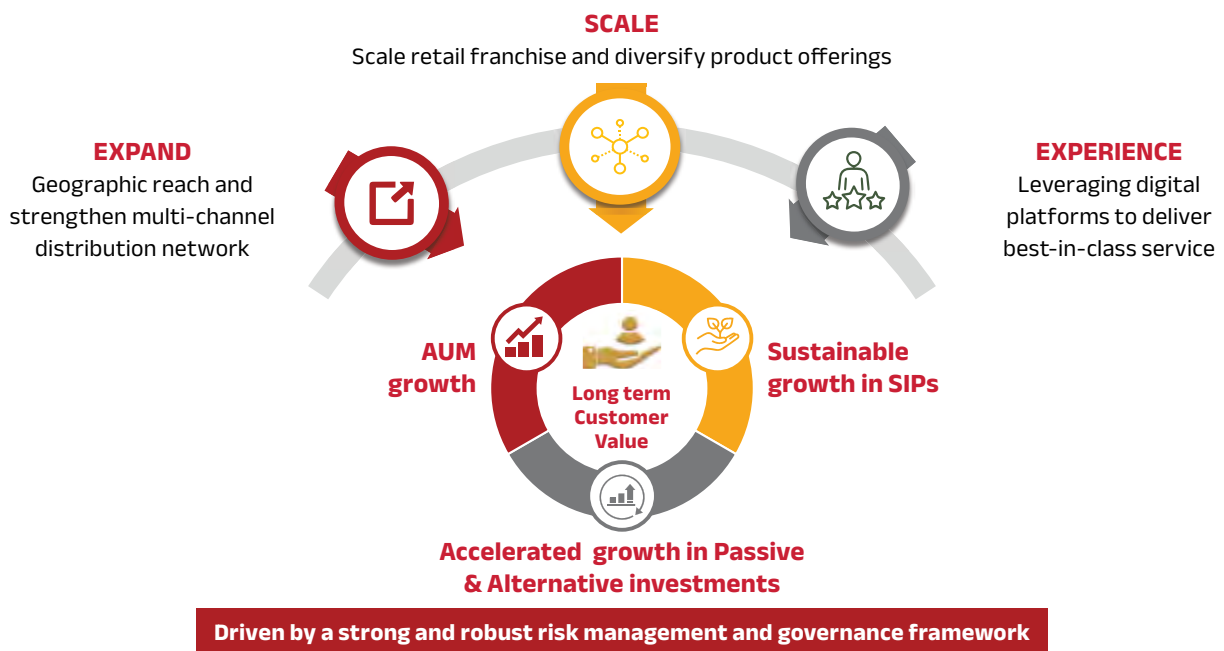 SCALE
Scale retail franchise and diversify product offerings
EXPAND
Geographic reach and
strengthen multi-channel
distribution network
EXPERIENCE
Leveraging digital
platforms to deliver
best-in-class service
AUM
growth
Long term
Customer
Value
Sustainable
growth in SIPs
Accelerated growth in Passive
& Alternative investments
Driven by a strong and robust risk management and governance framework